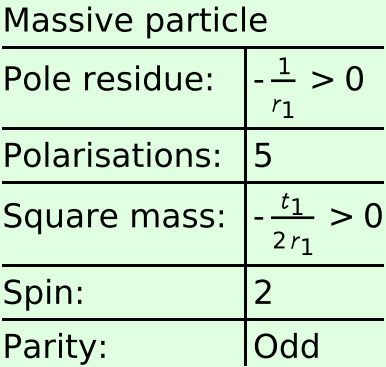 Massive particle
Pole residue: -1/r₁ > 0
Polarisations: 5
Square mass: -t₁/2r₁ > 0
Spin: 2
Parity: Odd